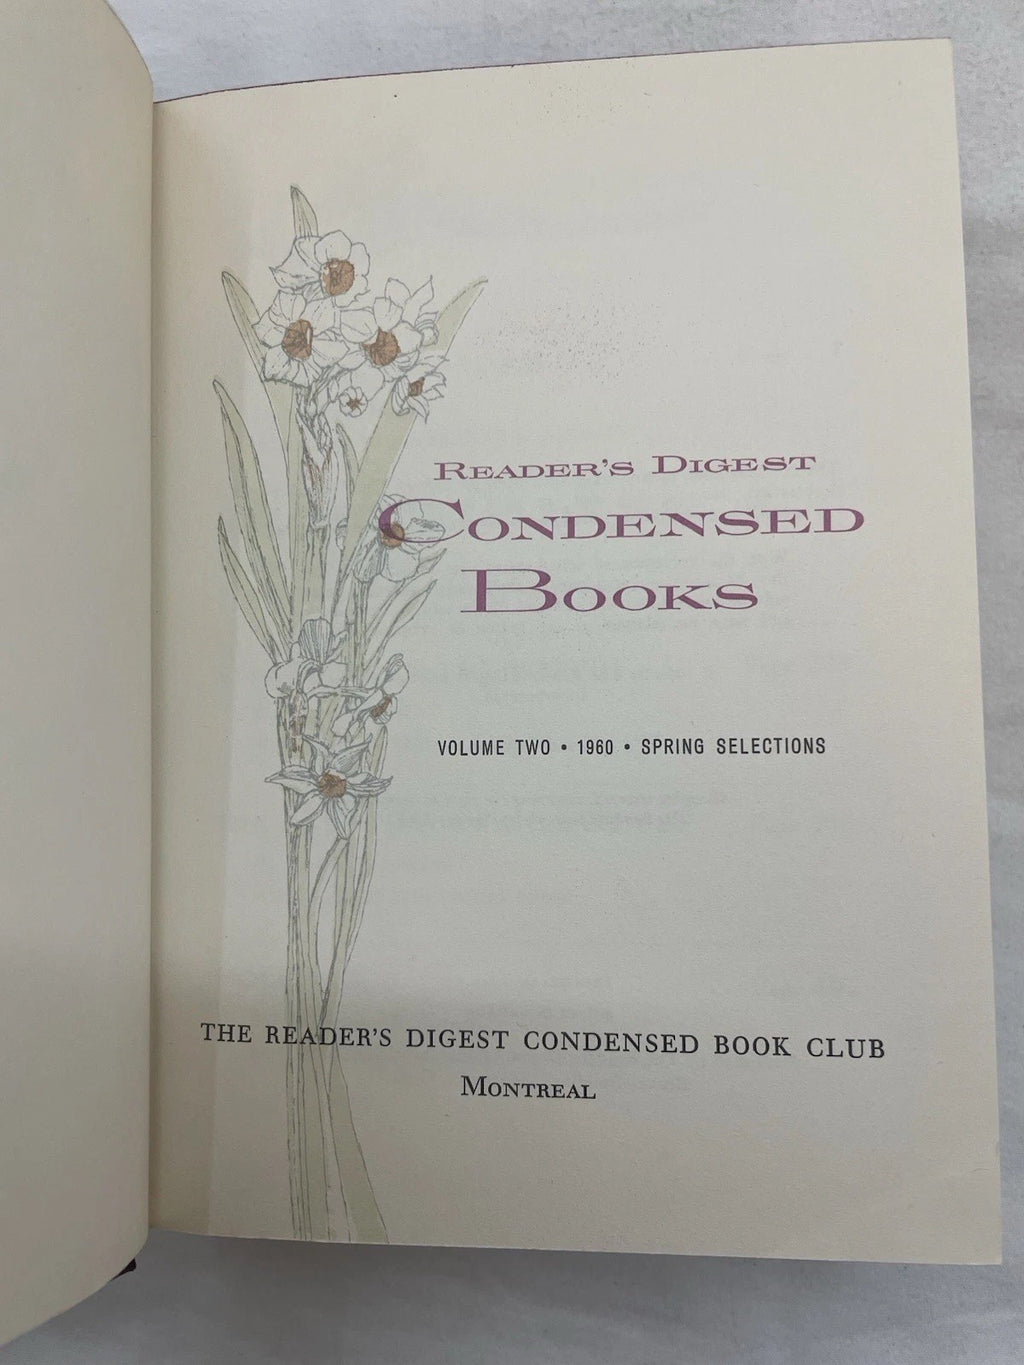 READER'S DIGEST
CONDENSED
BOOKS
VOLUME TWO • 1960 • SPRING SELECTIONS
THE READER'S DIGEST CONDENSED BOOK CLUB
MONTREAL